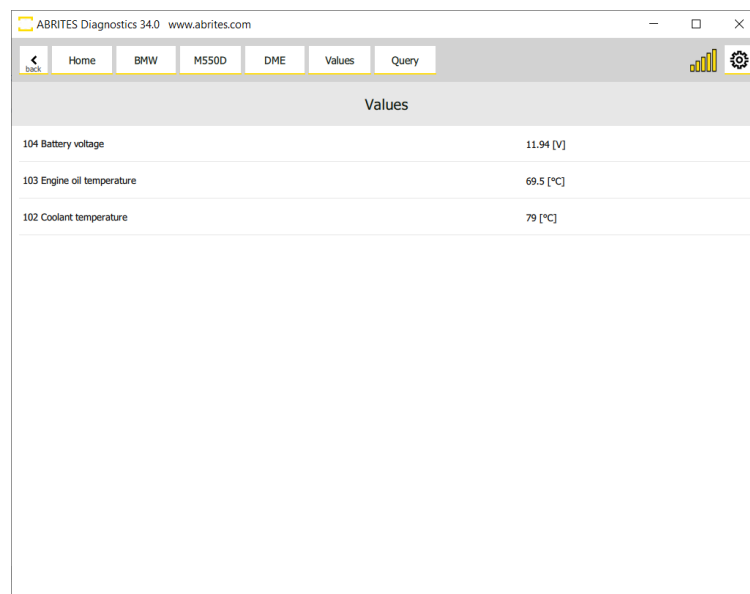 ABRITES Diagnostics 34.0 www.abrites.com
back Home BMW M550D DME Values Query
Values
104 Battery voltage 11.94 [V]
103 Engine oil temperature 69.5 [°C]
102 Coolant temperature 79 [°C]